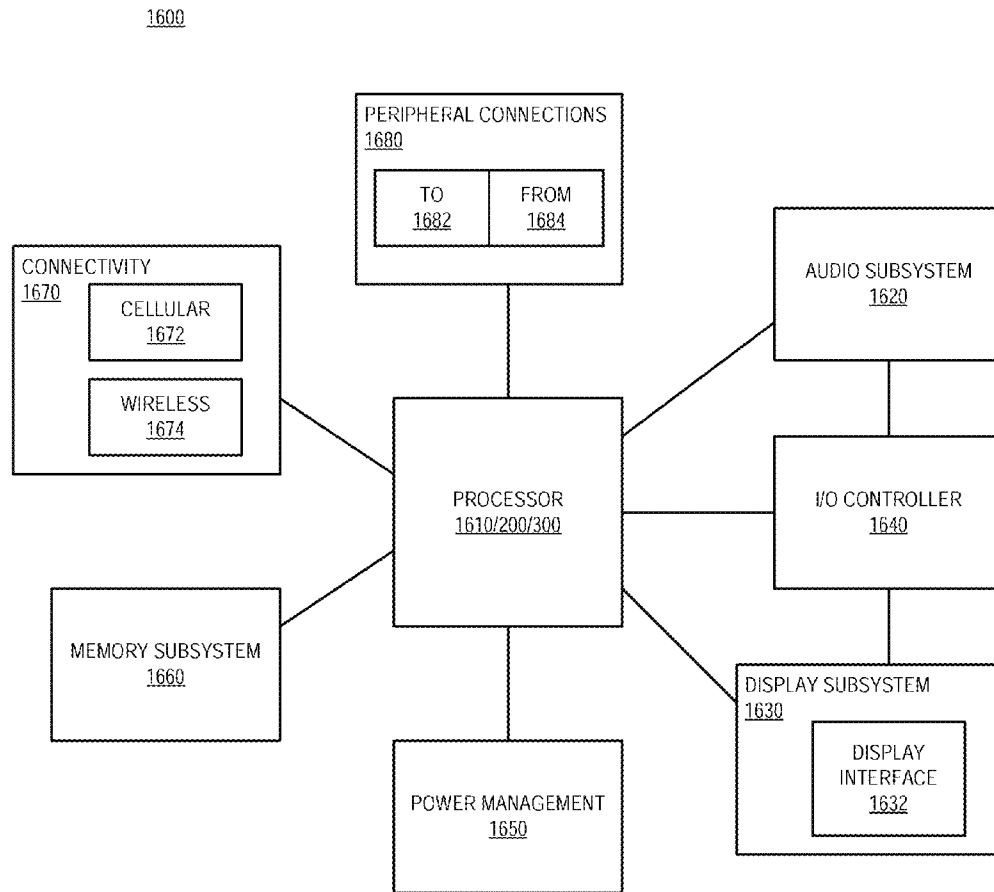 1600
PERIPHERAL CONNECTIONS
1680
TO
1682
FROM
1684
CONNECTIVITY
1670
CELLULAR
1672
WIRELESS
1674
AUDIO SUBSYSTEM
1620
PROCESSOR
1610/200/300
I/O CONTROLLER
1640
MEMORY SUBSYSTEM
1660
DISPLAY SUBSYSTEM
1630
DISPLAY
INTERFACE
1632
POWER MANAGEMENT
1650